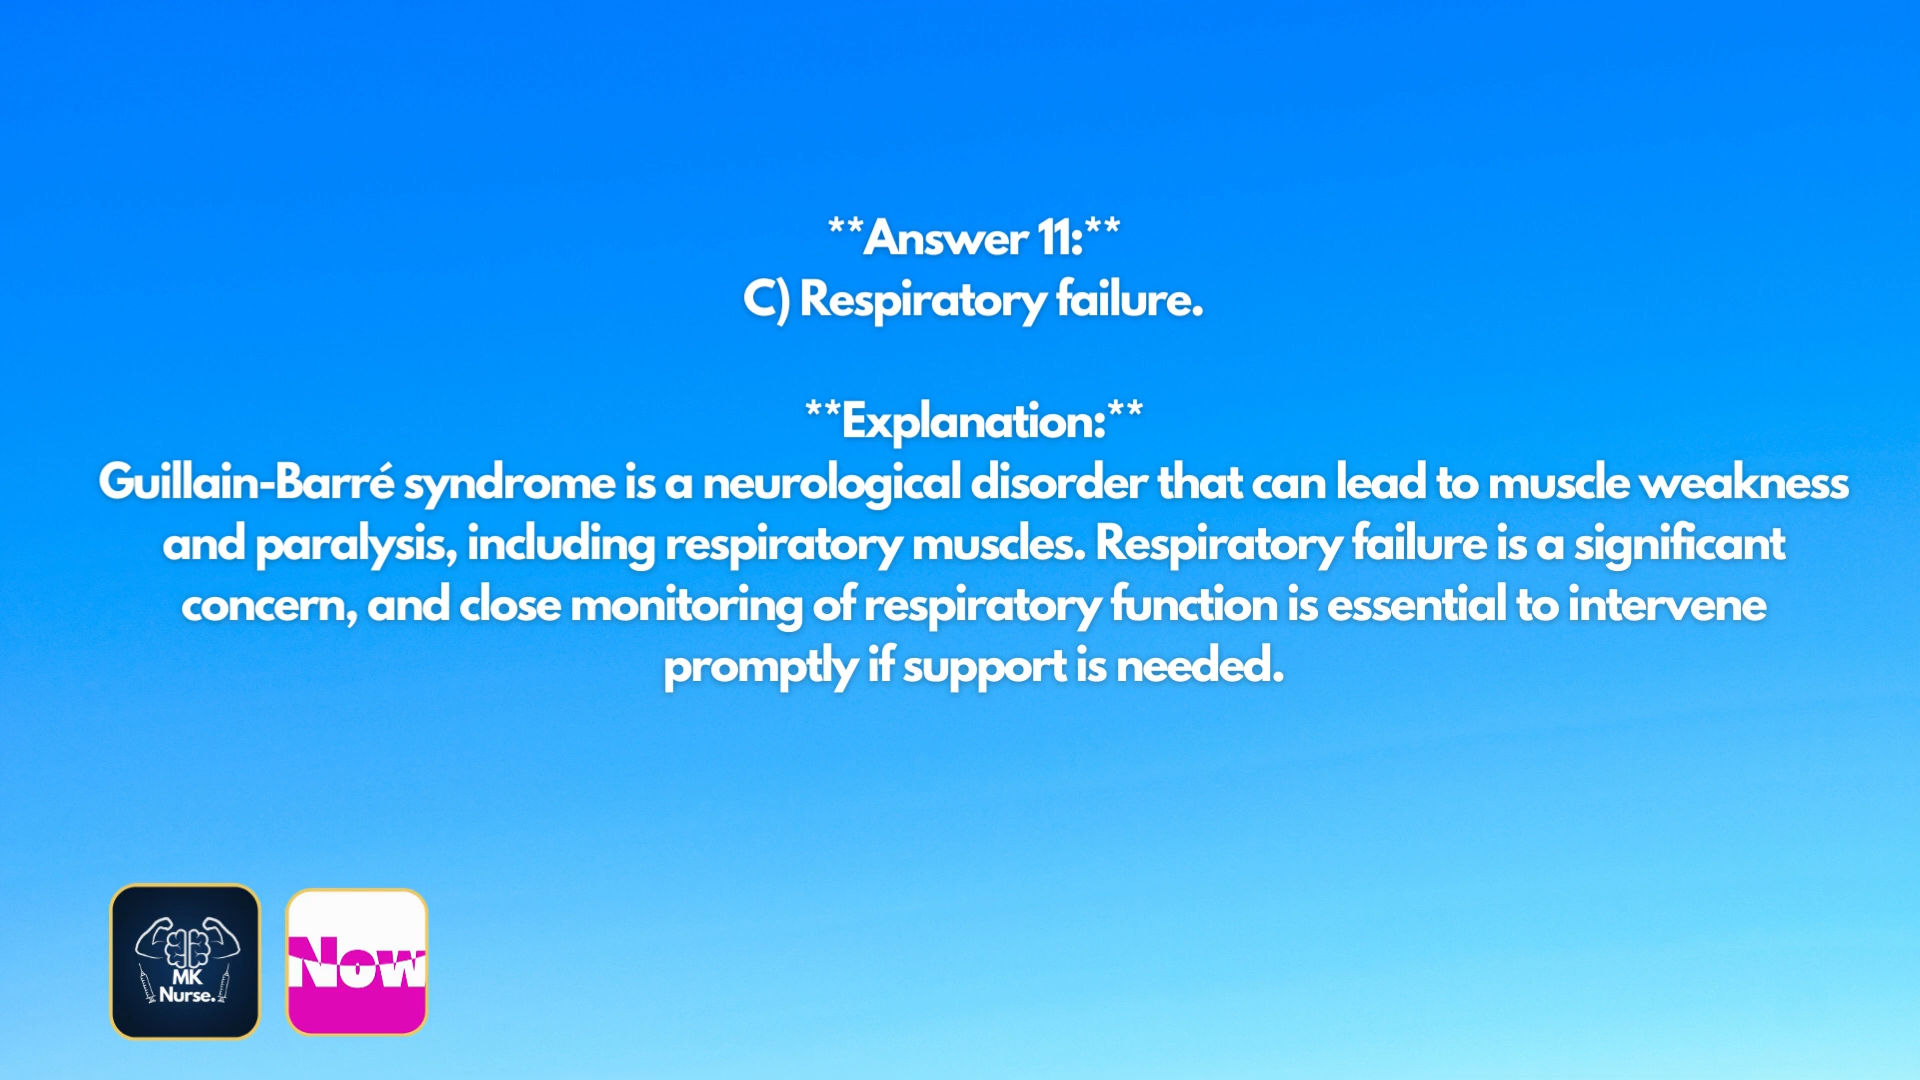 **Answer 11:**
C) Respiratory failure.
**Explanation:**
Guillain-Barré syndrome is a neurological disorder that can lead to muscle weakness
and paralysis, including respiratory muscles. Respiratory failure is a significant
concern, and close monitoring of respiratory function is essential to intervene
promptly if support is needed.
MK
Nurse.
Now